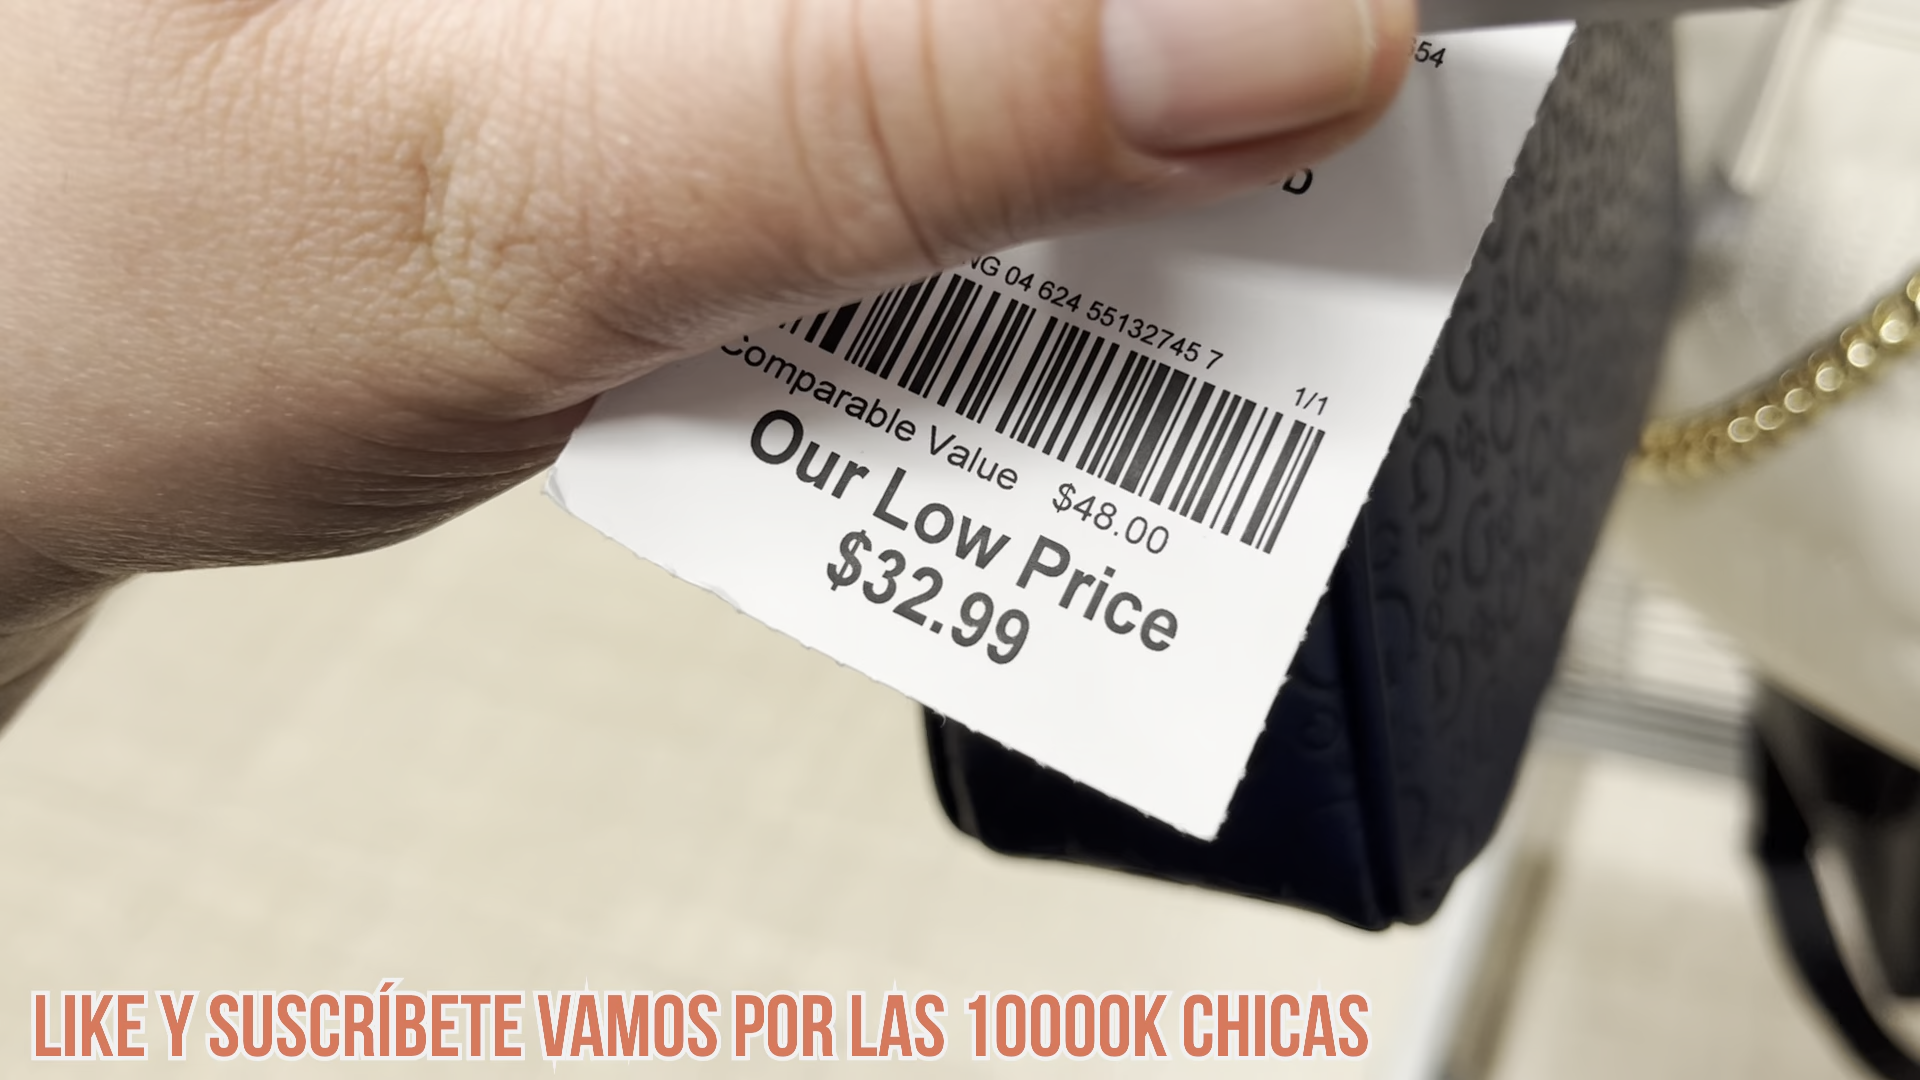 54
04 624 55132745 7
1/1
Comparable Value $48.00
Our Low Price
$32.99
LIKE Y SUSCRÍBETE VAMOS POR LAS 10000K CHICAS